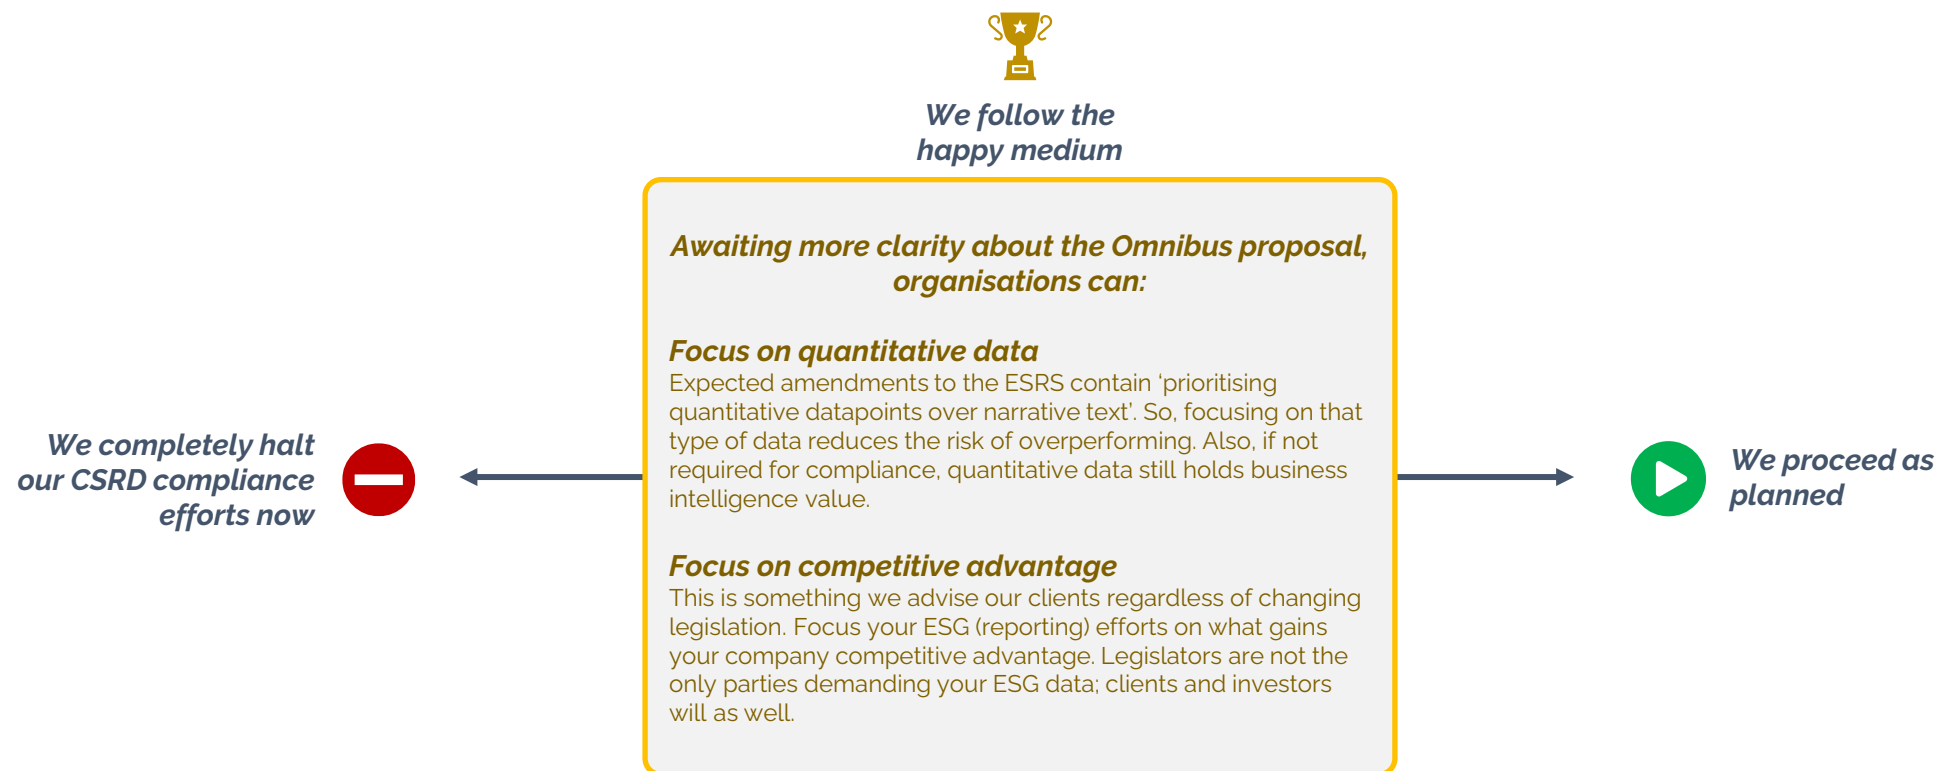 We follow the
happy medium
Awaiting more clarity about the Omnibus proposal,
organisations can:
Focus on quantitative data
Expected amendments to the ESRS contain ‘prioritising
quantitative datapoints over narrative text’. So, focusing on that
type of data reduces the risk of overperforming. Also, if not
required for compliance, quantitative data still holds business
intelligence value.
Focus on competitive advantage
This is something we advise our clients regardless of changing
legislation. Focus your ESG (reporting) efforts on what gains
your company competitive advantage. Legislators are not the
only parties demanding your ESG data; clients and investors
will as well.
We completely halt
our CSRD compliance
efforts now
We proceed as
planned